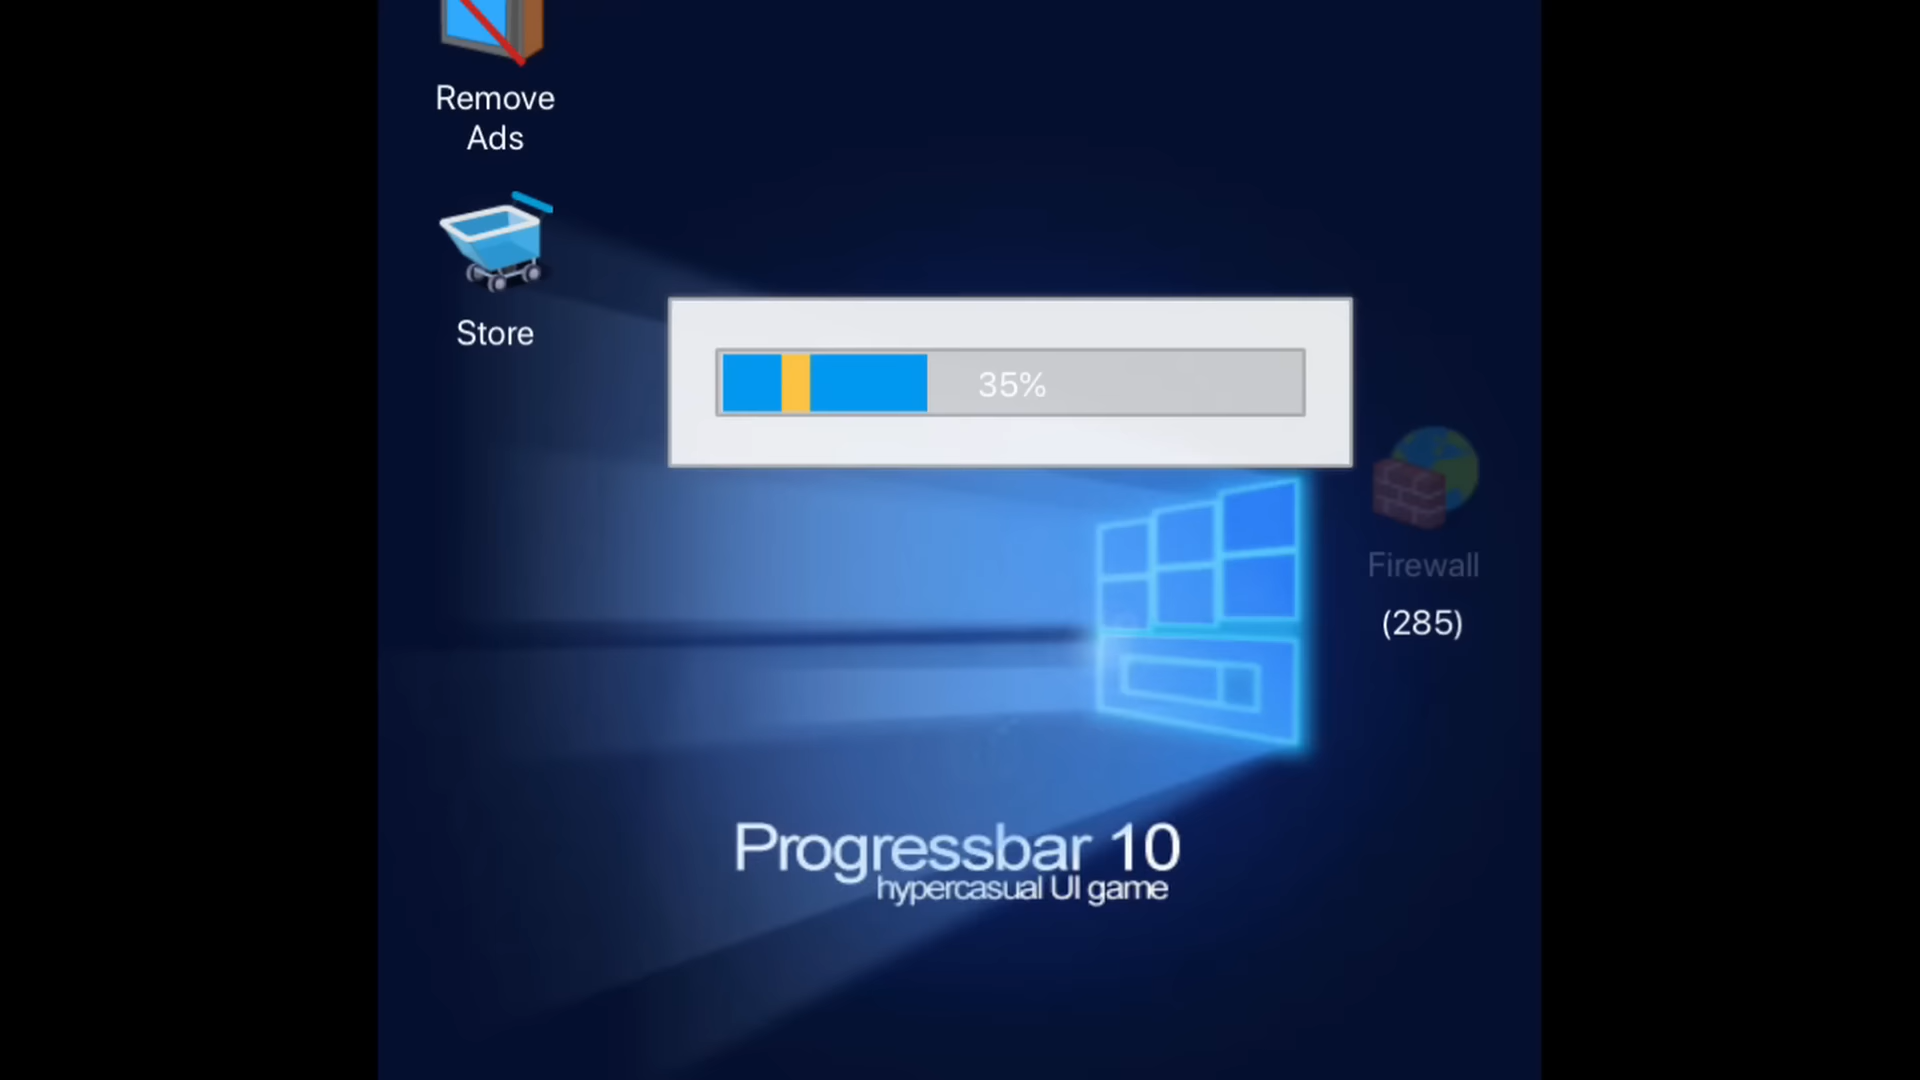 Remove
Ads
Store
35%
Firewall
(285)
Progressbar 10
hypercasual UI game